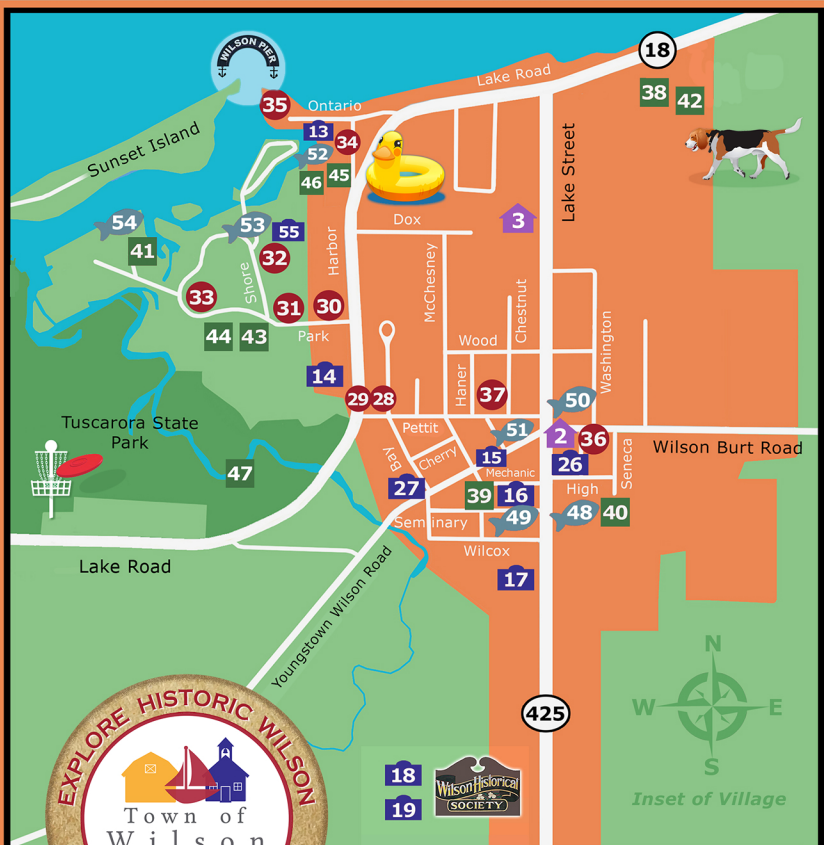 WILSON PIER
18
Lake Road
38
42
35
Ontario
13
34
52
46
45
Sunset Island
Lake Street
54
53
55
41
3
Dox
Harbor
32
McChesney
Shore
33
31
30
Chestnut
44
43
Park
Wood
Washington
14
Haner
37
29
28
50
Pettit
51
2
36
Tuscarora State
Park
Wilson Burt Road
Bay
Cherry
15
26
Seneca
47
Mechanic
27
39
16
High
Seminary
49
48
40
Wilcox
Lake Road
17
Youngstown Wilson Road
425
N
W
E
S
Inset of Village
EXPLORE HISTORIC WILSON
Town of
Wilson
18
19
Wilson Historical
SOCIETY